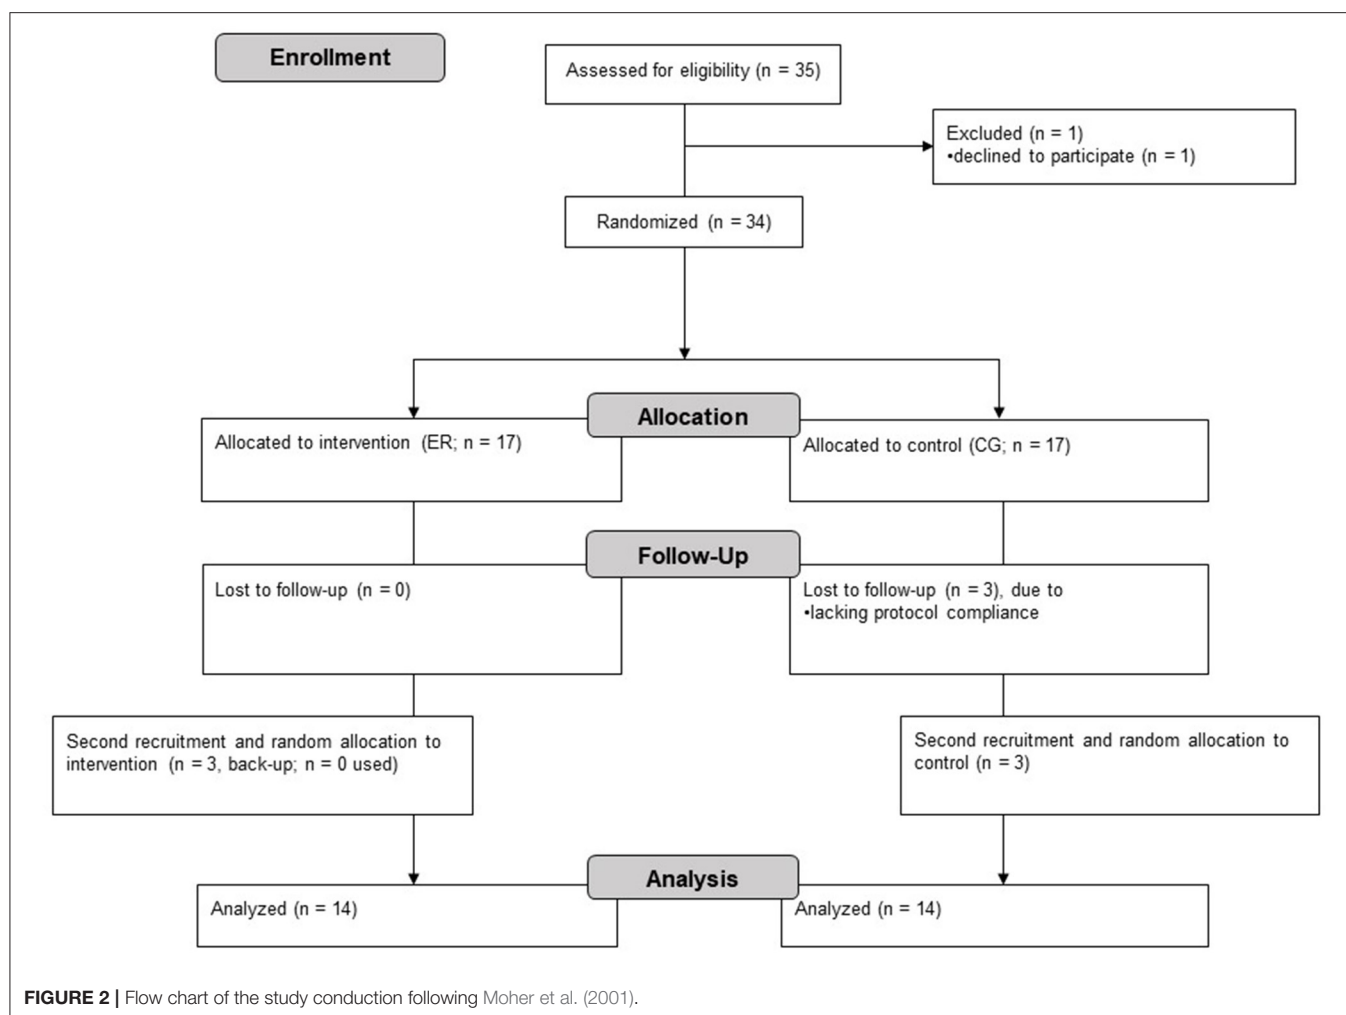 Enrollment
Assessed for eligibility (n = 35)
Excluded (n = 1)
•declined to participate (n = 1)
Randomized (n = 34)
Allocation
Allocated to intervention (ER; n = 17)
Allocated to control (CG; n = 17)
Follow-Up
Lost to follow-up (n = 0)
Lost to follow-up (n = 3), due to
•lacking protocol compliance
Second recruitment and random allocation to
intervention (n = 3, back-up; n = 0 used)
Second recruitment and random allocation to
control (n = 3)
Analysis
Analyzed (n = 14)
Analyzed (n = 14)
FIGURE 2 | Flow chart of the study conduction following Moher et al. (2001).